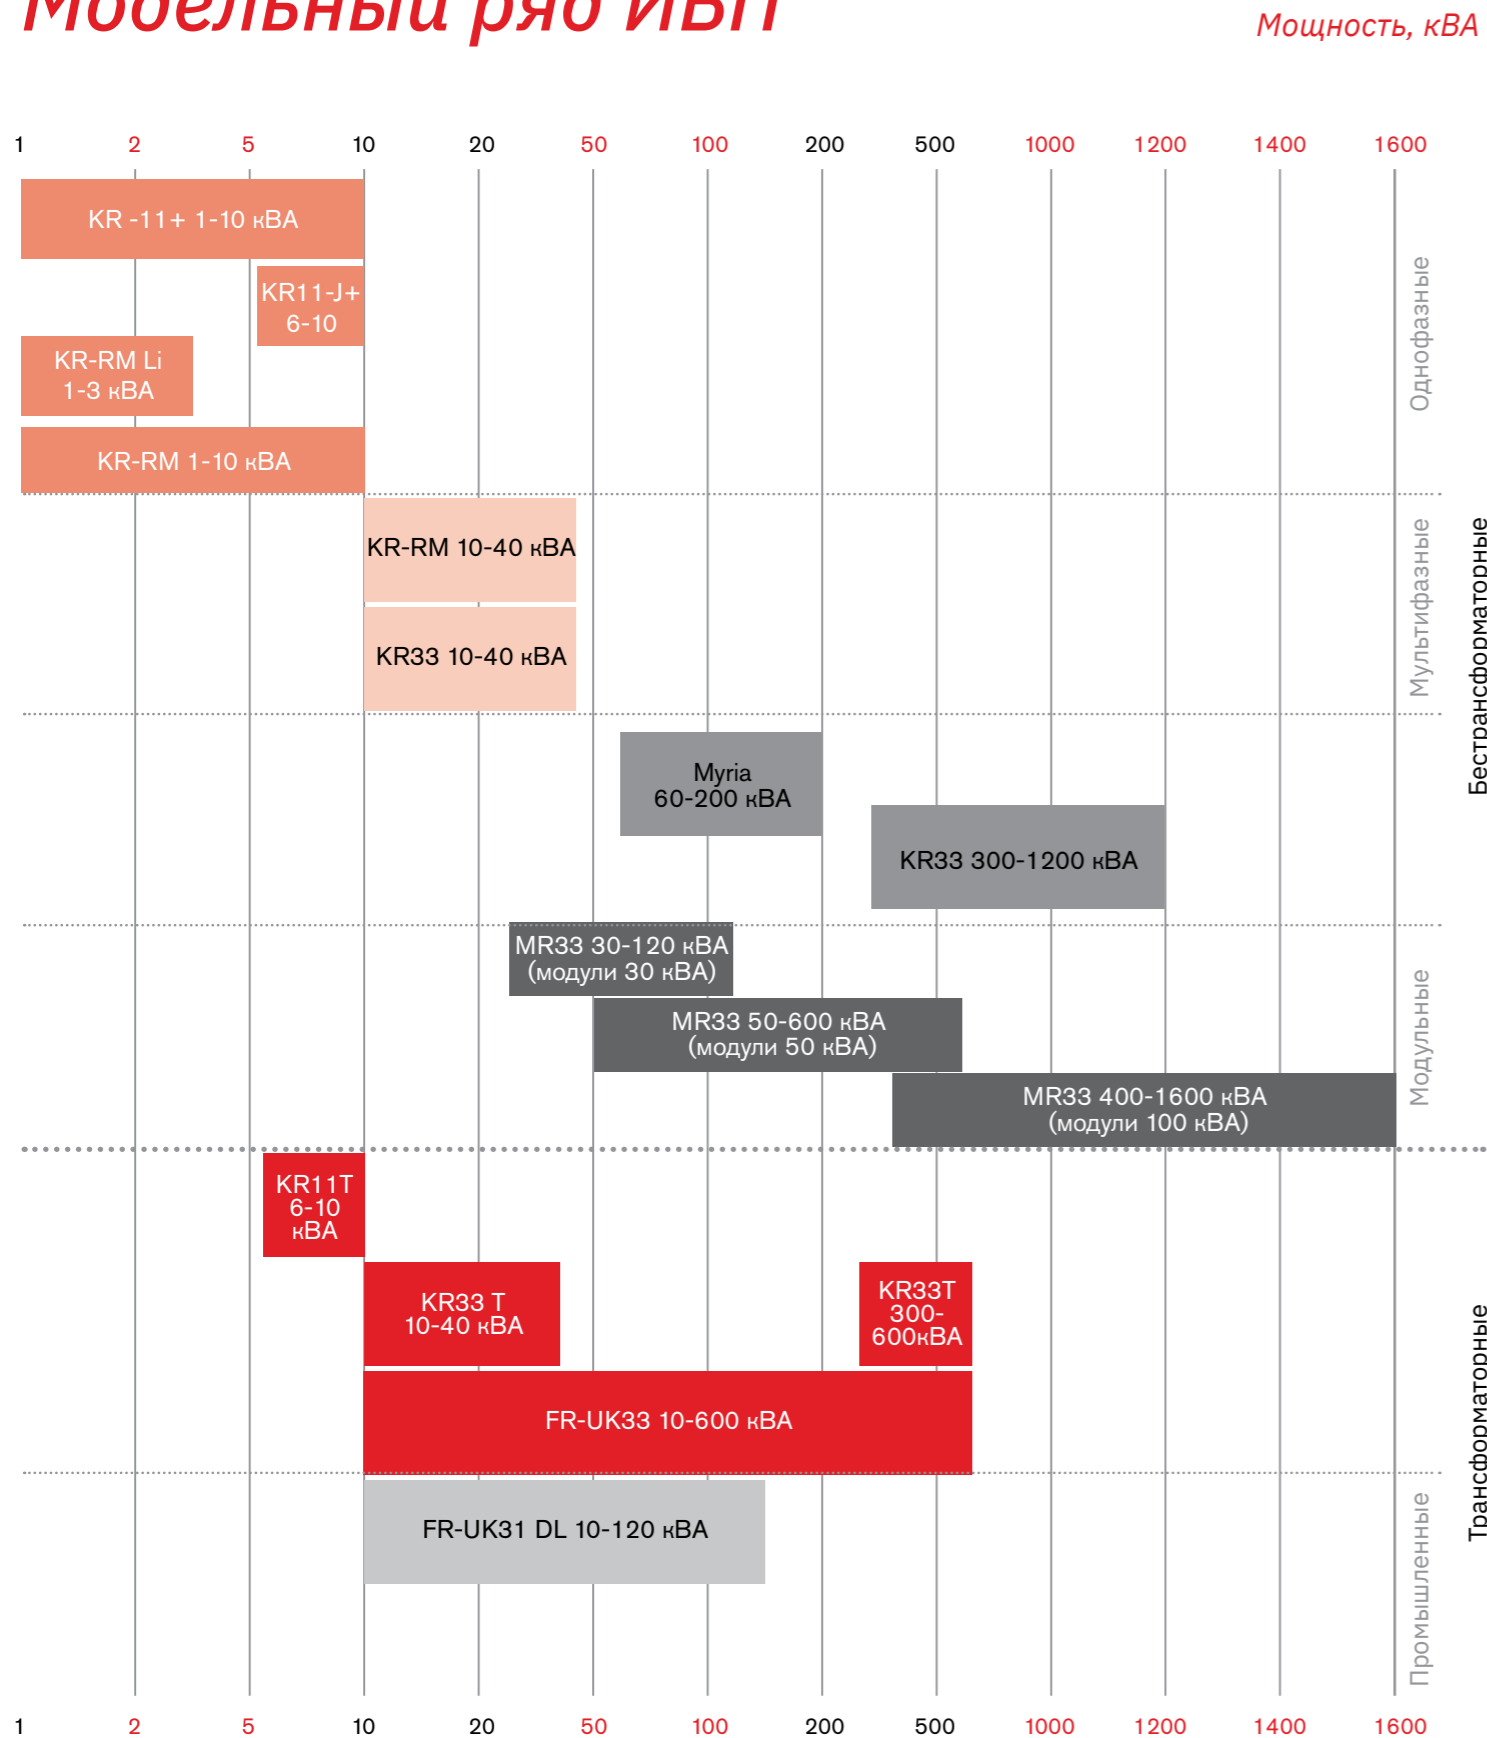 Модельный ряд ИБП
Мощность, кВА
1 2 5 10 20 50 100 200 500 1000 1200 1400 1600
KR -11+ 1-10 кВА
KR11-J+
6-10
KR-RM Li
1-3 кВА
KR-RM 1-10 кВА
Однофазные
KR-RM 10-40 кВА
KR33 10-40 кВА
Мультифазные
Myria
60-200 кВА
KR33 300-1200 кВА
Бестрансформаторные
MR33 30-120 кВА
(модули 30 кВА)
MR33 50-600 кВА
(модули 50 кВА)
MR33 400-1600 кВА
(модули 100 кВА)
Модульные
KR11T
6-10
кВА
KR33 T
10-40 кВА
KR33T
300-
600кВА
FR-UK33 10-600 кВА
Трансформаторные
FR-UK31 DL 10-120 кВА
Промышленные
1 2 5 10 20 50 100 200 500 1000 1200 1400 1600